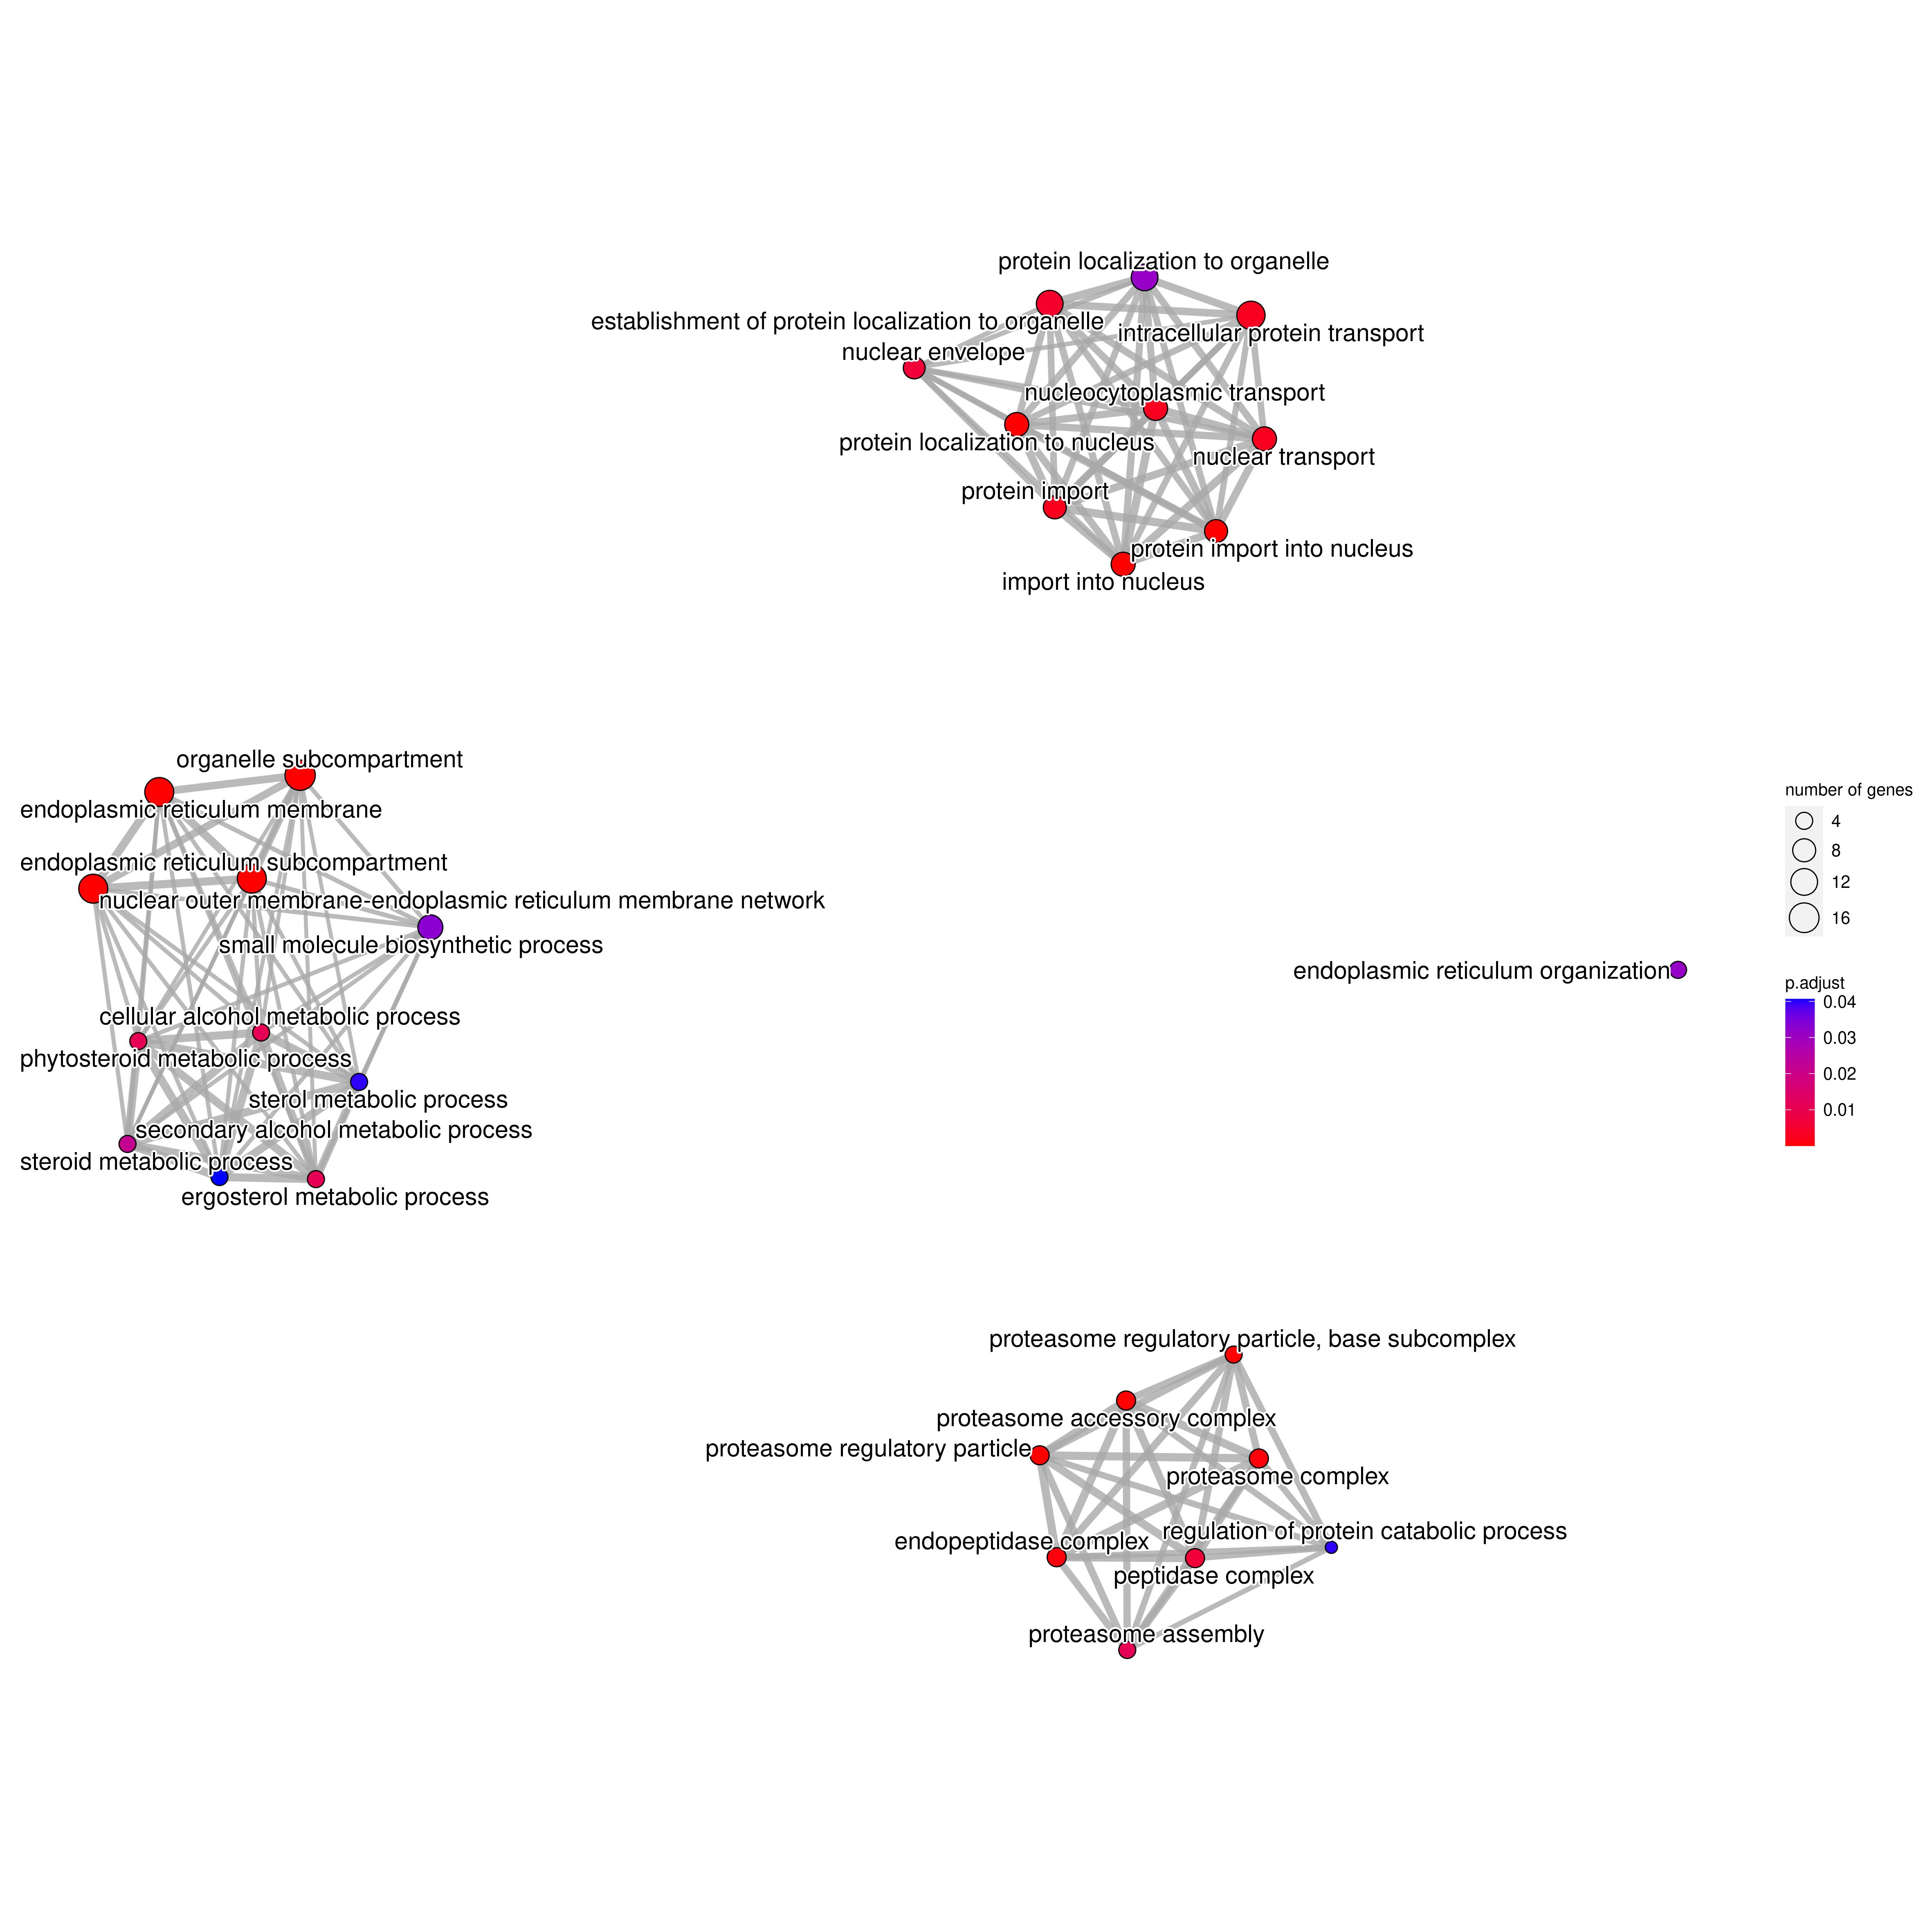 protein localization to organelle
establishment of protein localization to organelle
intracellular protein transport
nuclear envelope
nucleocytoplasmic transport
protein localization to nucleus
nuclear transport
protein import
protein import into nucleus
import into nucleus
organelle subcompartment
endoplasmic reticulum membrane
endoplasmic reticulum subcompartment
nuclear outer membrane-endoplasmic reticulum membrane network
small molecule biosynthetic process
cellular alcohol metabolic process
phytosteroid metabolic process
sterol metabolic process
secondary alcohol metabolic process
steroid metabolic process
ergosterol metabolic process
endoplasmic reticulum organization
number of genes
4
8
12
16
p.adjust
0.04
0.03
0.02
0.01
proteasome regulatory particle, base subcomplex
proteasome accessory complex
proteasome regulatory particle
proteasome complex
regulation of protein catabolic process
endopeptidase complex
peptidase complex
proteasome assembly